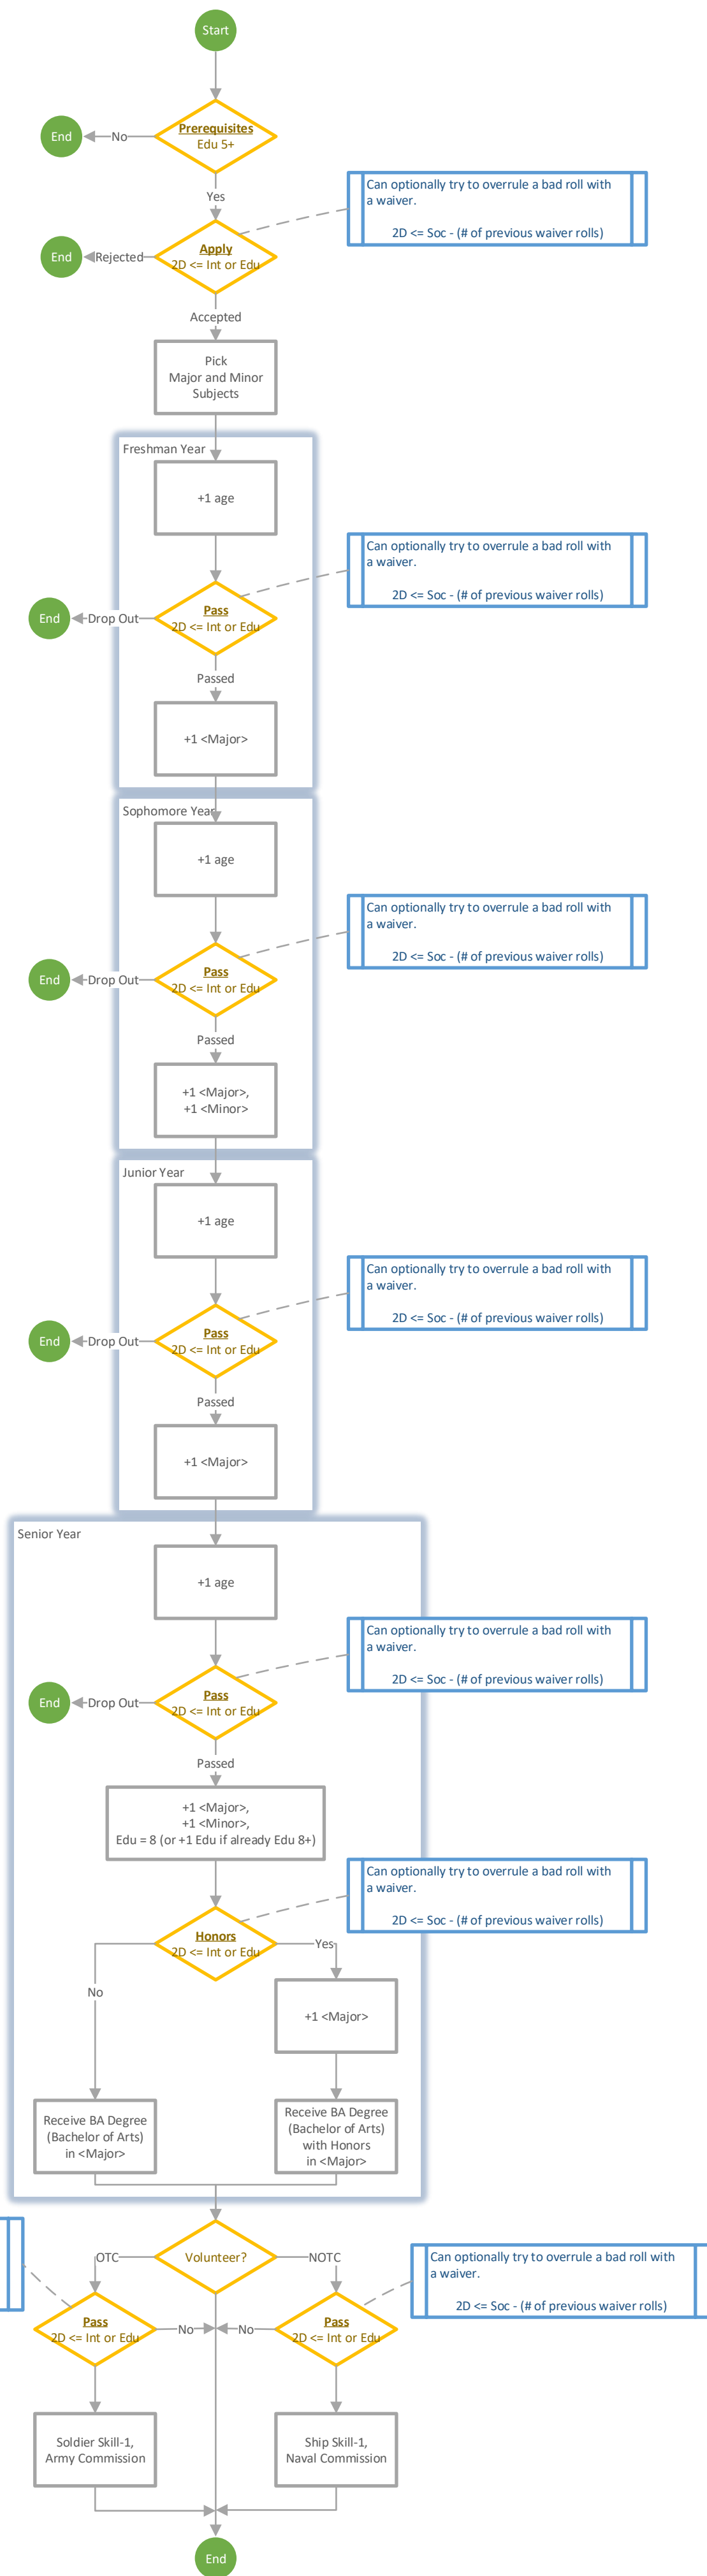 Start
Prerequisites
Edu 5+
No
End
Yes
Can optionally try to overrule a bad roll with
a waiver.
2D <= Soc - (# of previous waiver rolls)
Apply
2D <= Int or Edu
Rejected
End
Accepted
Pick
Major and Minor
Subjects
Freshman Year
+1 age
Can optionally try to overrule a bad roll with
a waiver.
2D <= Soc - (# of previous waiver rolls)
Pass
2D <= Int or Edu
Drop Out
End
Passed
+1 <Major>
Sophomore Year
+1 age
Can optionally try to overrule a bad roll with
a waiver.
2D <= Soc - (# of previous waiver rolls)
Pass
2D <= Int or Edu
Drop Out
End
Passed
+1 <Major>,
+1 <Minor>
Junior Year
+1 age
Can optionally try to overrule a bad roll with
a waiver.
2D <= Soc - (# of previous waiver rolls)
Pass
2D <= Int or Edu
Drop Out
End
Passed
+1 <Major>
Senior Year
+1 age
Can optionally try to overrule a bad roll with
a waiver.
2D <= Soc - (# of previous waiver rolls)
Pass
2D <= Int or Edu
Drop Out
End
Passed
+1 <Major>,
+1 <Minor>,
Edu = 8 (or +1 Edu if already Edu 8+)
Can optionally try to overrule a bad roll with
a waiver.
2D <= Soc - (# of previous waiver rolls)
Honors
2D <= Int or Edu
Yes
No
+1 <Major>
Receive BA Degree
(Bachelor of Arts)
in <Major>
Receive BA Degree
(Bachelor of Arts)
with Honors
in <Major>
Volunteer?
OTC
NOTC
Can optionally try to overrule a bad roll with
a waiver.
2D <= Soc - (# of previous waiver rolls)
Pass
2D <= Int or Edu
No
No
Pass
2D <= Int or Edu
Soldier Skill-1,
Army Commission
Ship Skill-1,
Naval Commission
End